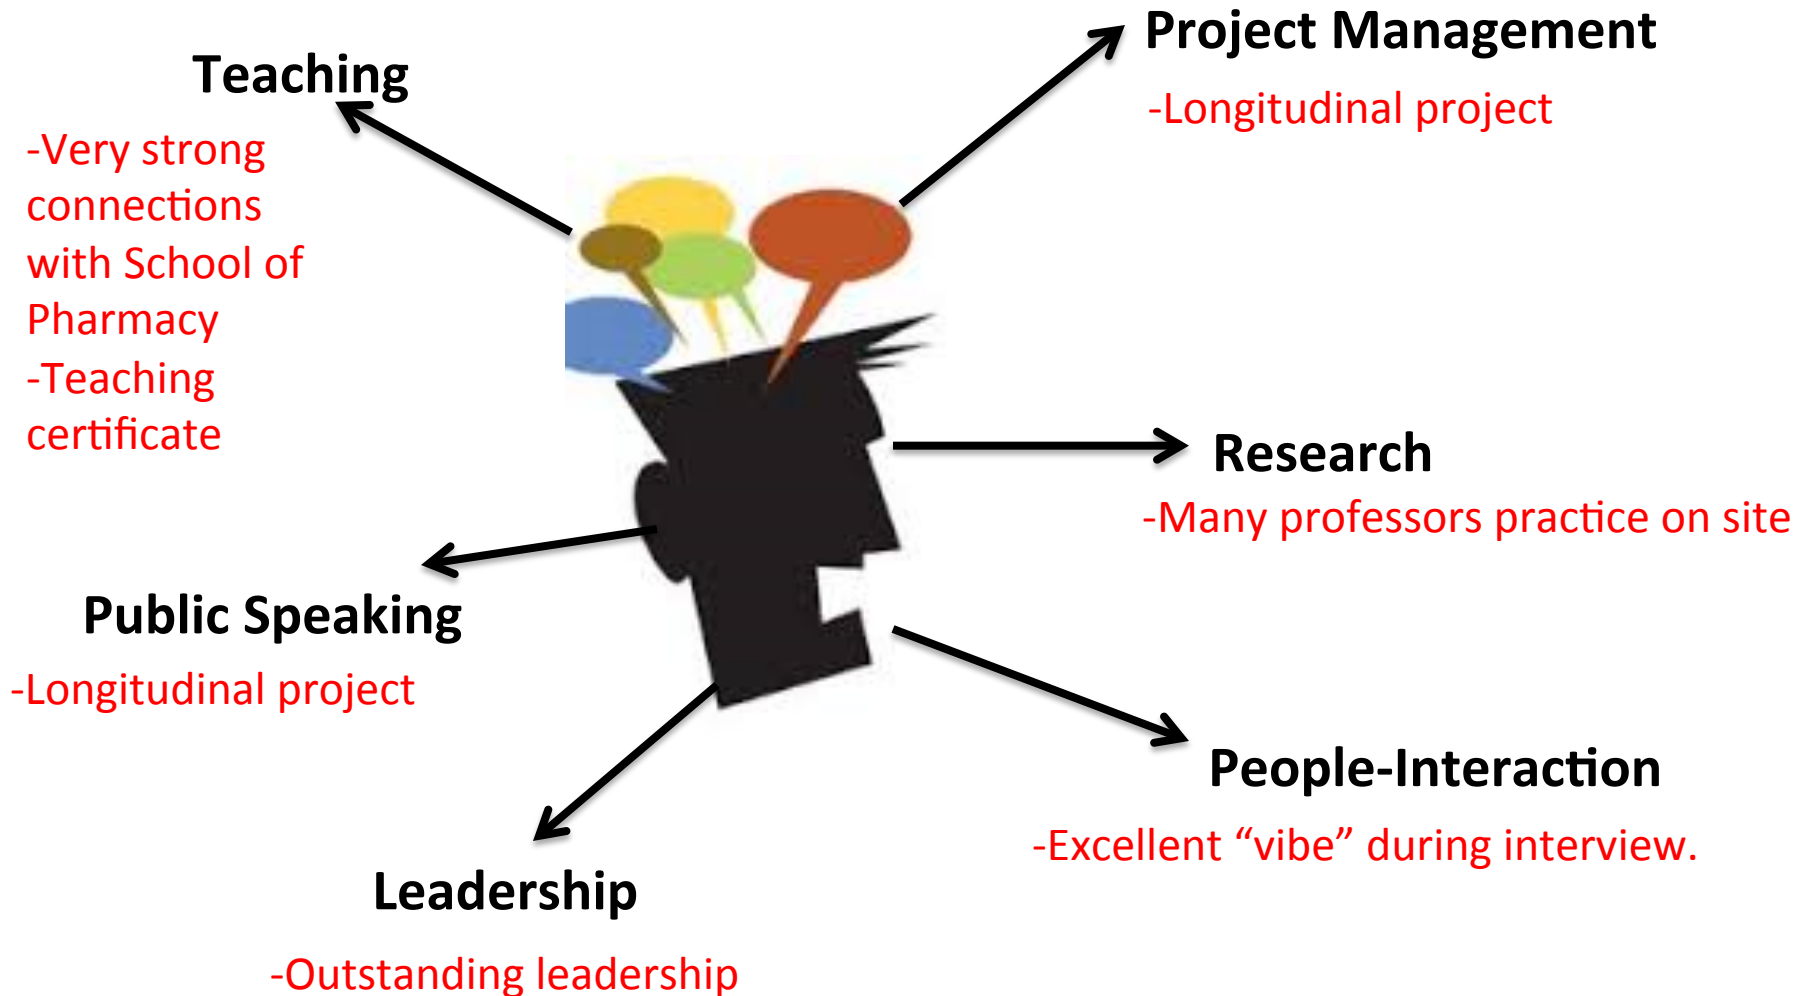 Teaching
-Very strong
connections
with School of
Pharmacy
-Teaching
certificate
Project Management
-Longitudinal project
Research
-Many professors practice on site
Public Speaking
-Longitudinal project
People-Interaction
-Excellent “vibe” during interview.
Leadership
-Outstanding leadership